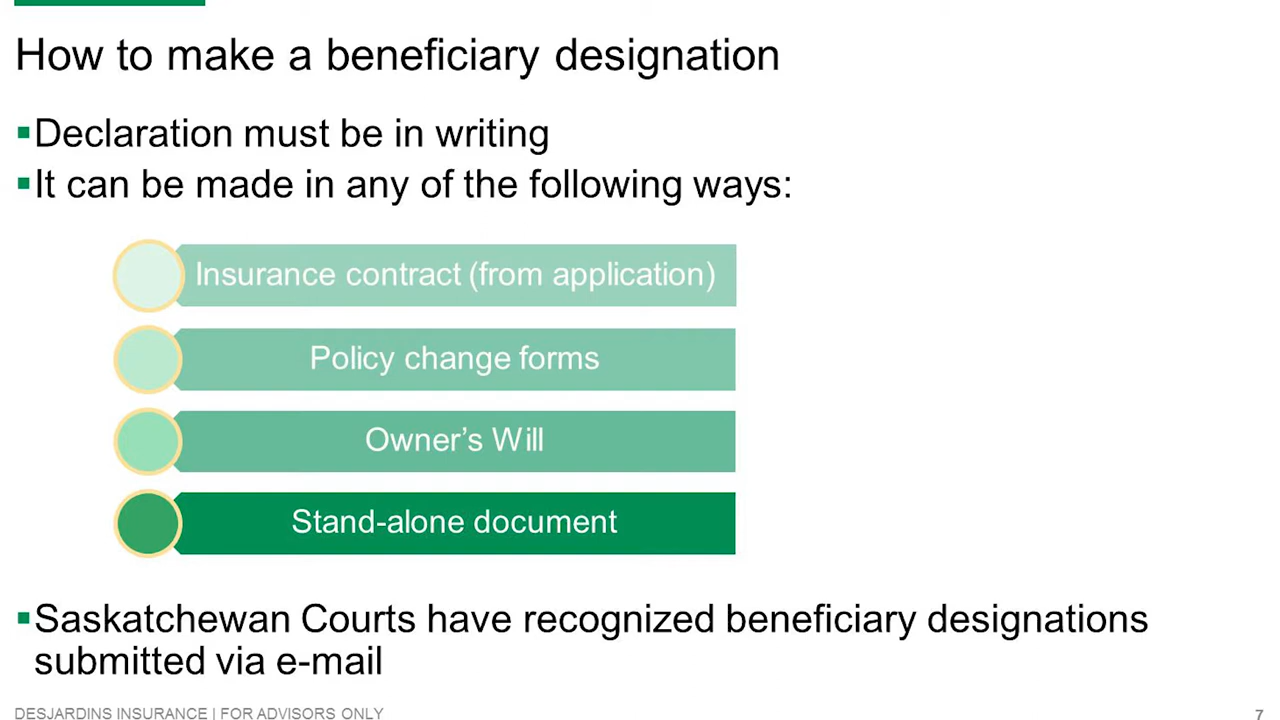 How to make a beneficiary designation
▪Declaration must be in writing
▪It can be made in any of the following ways:
Insurance contract (from application)
Policy change forms
Owner’s Will
Stand-alone document
▪Saskatchewan Courts have recognized beneficiary designations
submitted via e-mail
DESJARDINS INSURANCE | FOR ADVISORS ONLY
7